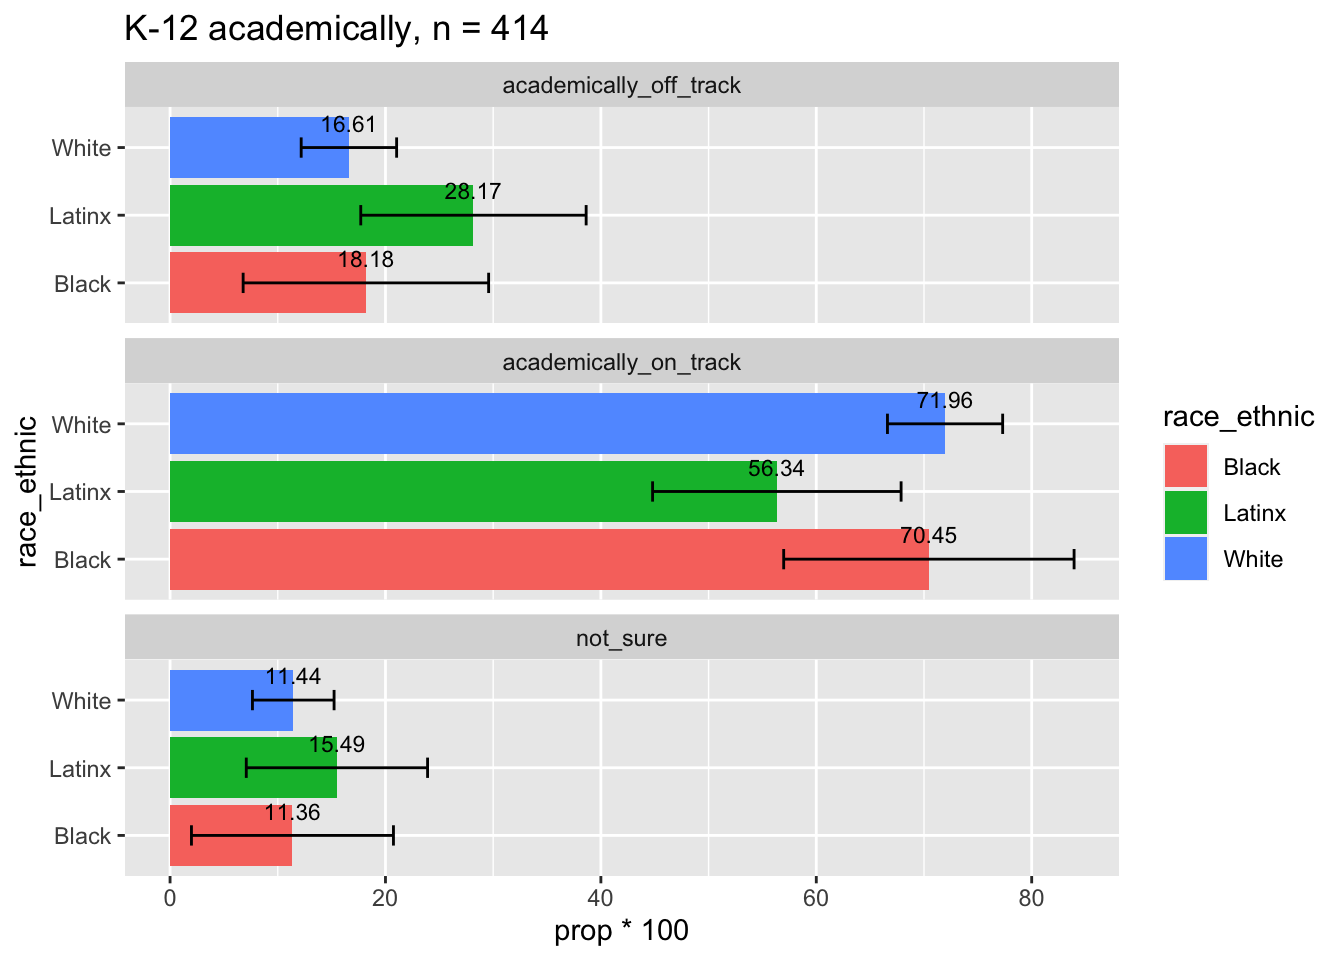 K-12 academically, n = 414
academically_off_track
White
16.61
Latinx
28.17
Black
18.18
academically_on_track
White
71.96
Latinx
56.34
Black
70.45
not_sure
White
11.44
Latinx
15.49
Black
11.36
0 20 40 60 80
prop * 100
race_ethnic
race_ethnic
Black
Latinx
White